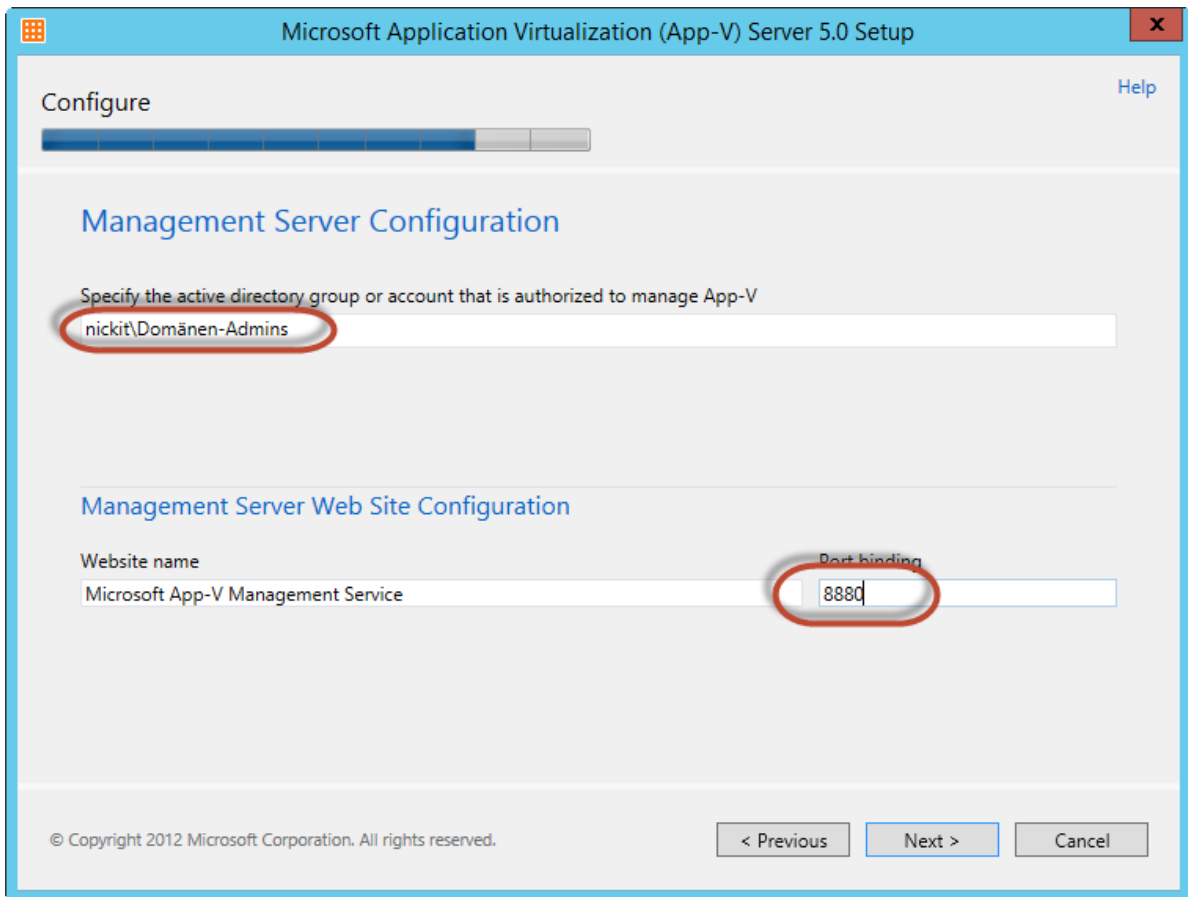 Microsoft Application Virtualization (App-V) Server 5.0 Setup
x
Help
Configure
Management Server Configuration
Specify the active directory group or account that is authorized to manage App-V
nickit\Domänen-Admins
Management Server Web Site Configuration
Website name Port binding
Microsoft App-V Management Service 8880
© Copyright 2012 Microsoft Corporation. All rights reserved. < Previous Next > Cancel